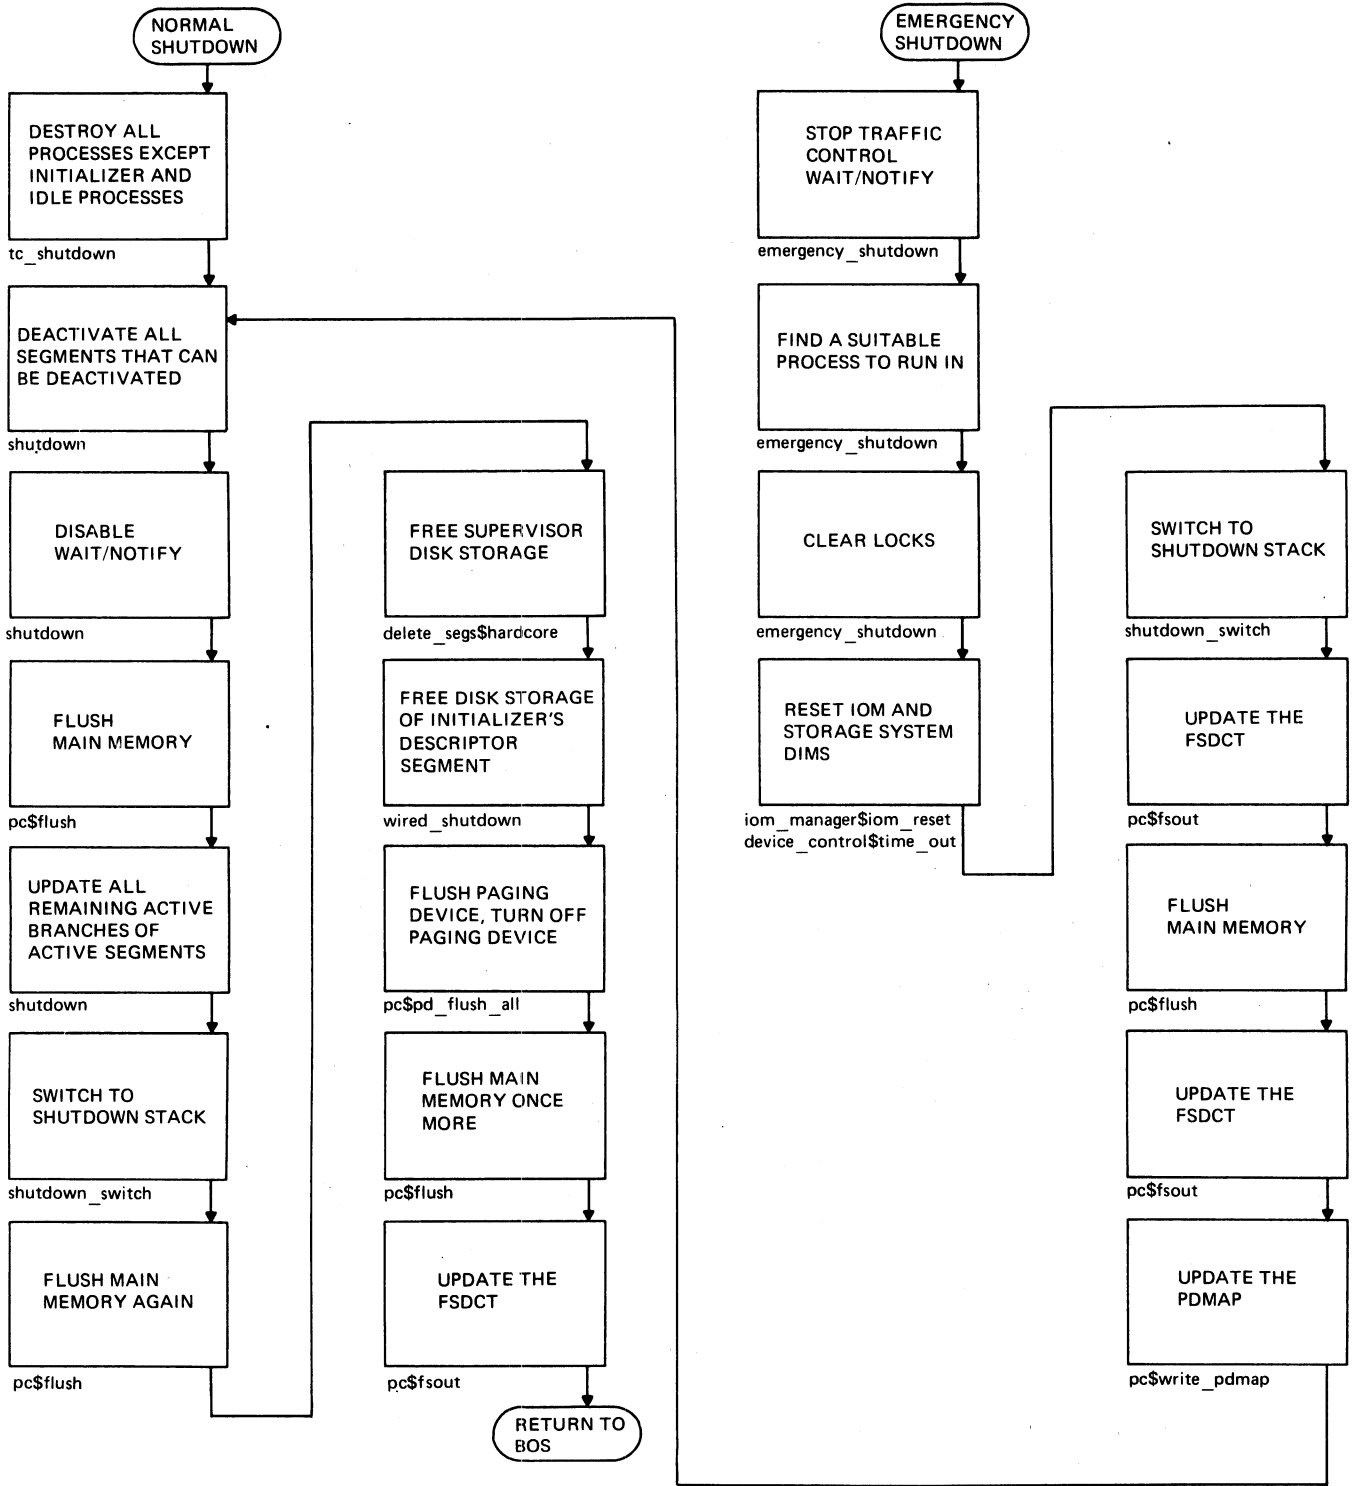 NORMAL
SHUTDOWN
DESTROY ALL
PROCESSES EXCEPT
INITIALIZER AND
IDLE PROCESSES
tc_shutdown
DEACTIVATE ALL
SEGMENTS THAT CAN
BE DEACTIVATED
shutdown
DISABLE
WAIT/NOTIFY
shutdown
FLUSH
MAIN MEMORY
pc$flush
UPDATE ALL
REMAINING ACTIVE
BRANCHES OF
ACTIVE SEGMENTS
shutdown
SWITCH TO
SHUTDOWN STACK
shutdown_switch
FLUSH MAIN
MEMORY AGAIN
pc$flush
FREE SUPERVISOR
DISK STORAGE
delete_segs$hardcore
FREE DISK STORAGE
OF INITIALIZER'S
DESCRIPTOR
SEGMENT
wired_shutdown
FLUSH PAGING
DEVICE, TURN OFF
PAGING DEVICE
pc$pd_flush_all
FLUSH MAIN
MEMORY ONCE
MORE
pc$flush
UPDATE THE
FSDCT
pc$fsout
RETURN TO
BOS
EMERGENCY
SHUTDOWN
STOP TRAFFIC
CONTROL
WAIT/NOTIFY
emergency_shutdown
FIND A SUITABLE
PROCESS TO RUN IN
emergency_shutdown
CLEAR LOCKS
emergency_shutdown
RESET IOM AND
STORAGE SYSTEM
DIMS
iom_manager$iom_reset
device_control$time_out
SWITCH TO
SHUTDOWN STACK
shutdown_switch
UPDATE THE
FSDCT
pc$fsout
FLUSH
MAIN MEMORY
pc$flush
UPDATE THE
FSDCT
pc$fsout
UPDATE THE
PDMAP
pc$write_pdmap